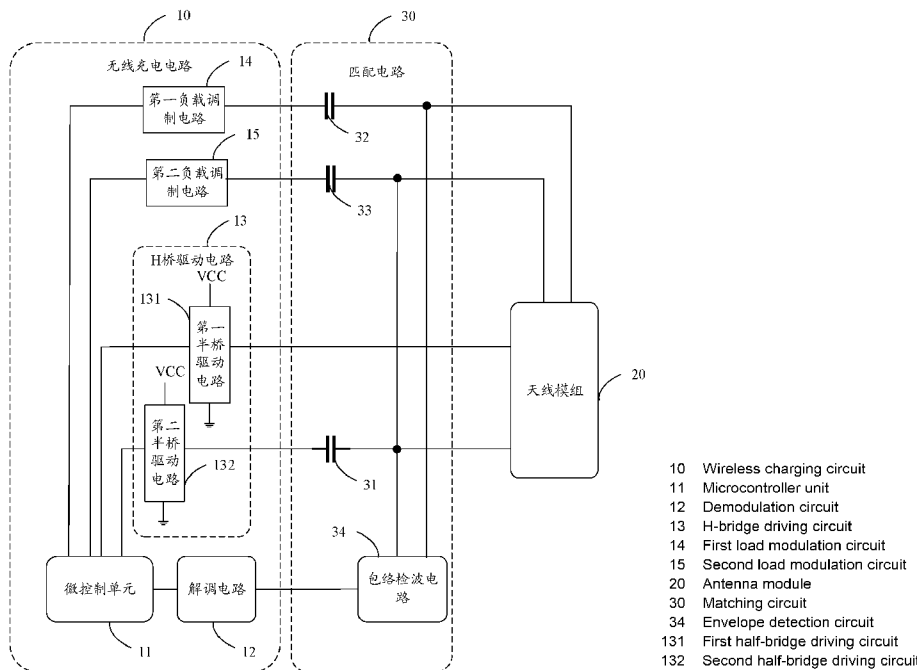 10
30
无线充电电路
14
匹配电路
第一负载调
制电路
32
15
第二负载调
制电路
33
13
H桥驱动电路
VCC
131
第一
半桥
驱动
电路
VCC
第二
半桥
驱动
电路
132
31
天线模组
20
34
微控制单元
解调电路
包络检波电
路
11
12
10 Wireless charging circuit
11 Microcontroller unit
12 Demodulation circuit
13 H-bridge driving circuit
14 First load modulation circuit
15 Second load modulation circuit
20 Antenna module
30 Matching circuit
34 Envelope detection circuit
131 First half-bridge driving circuit
132 Second half-bridge driving circuit